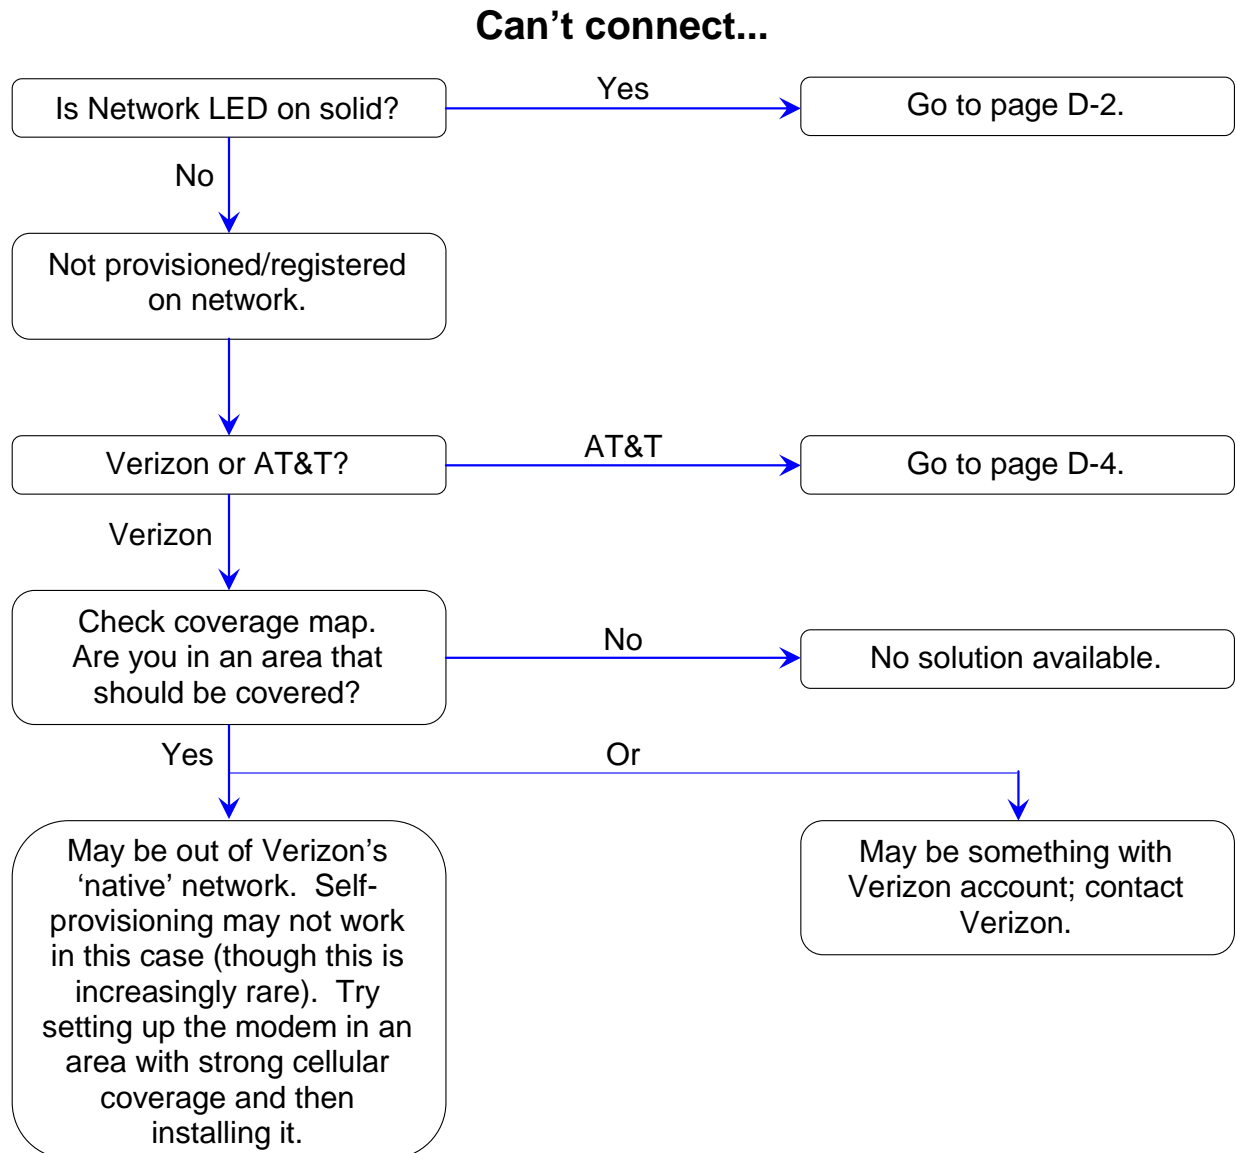 Can’t connect...
Is Network LED on solid?
Yes
Go to page D-2.
No
Not provisioned/registered
on network.
Verizon or AT&T?
AT&T
Go to page D-4.
Verizon
Check coverage map.
Are you in an area that
should be covered?
No
No solution available.
Yes
Or
May be out of Verizon’s
‘native’ network.  Self-
provisioning may not work
in this case (though this is
increasingly rare).  Try
setting up the modem in an
area with strong cellular
coverage and then
installing it.
May be something with
Verizon account; contact
Verizon.